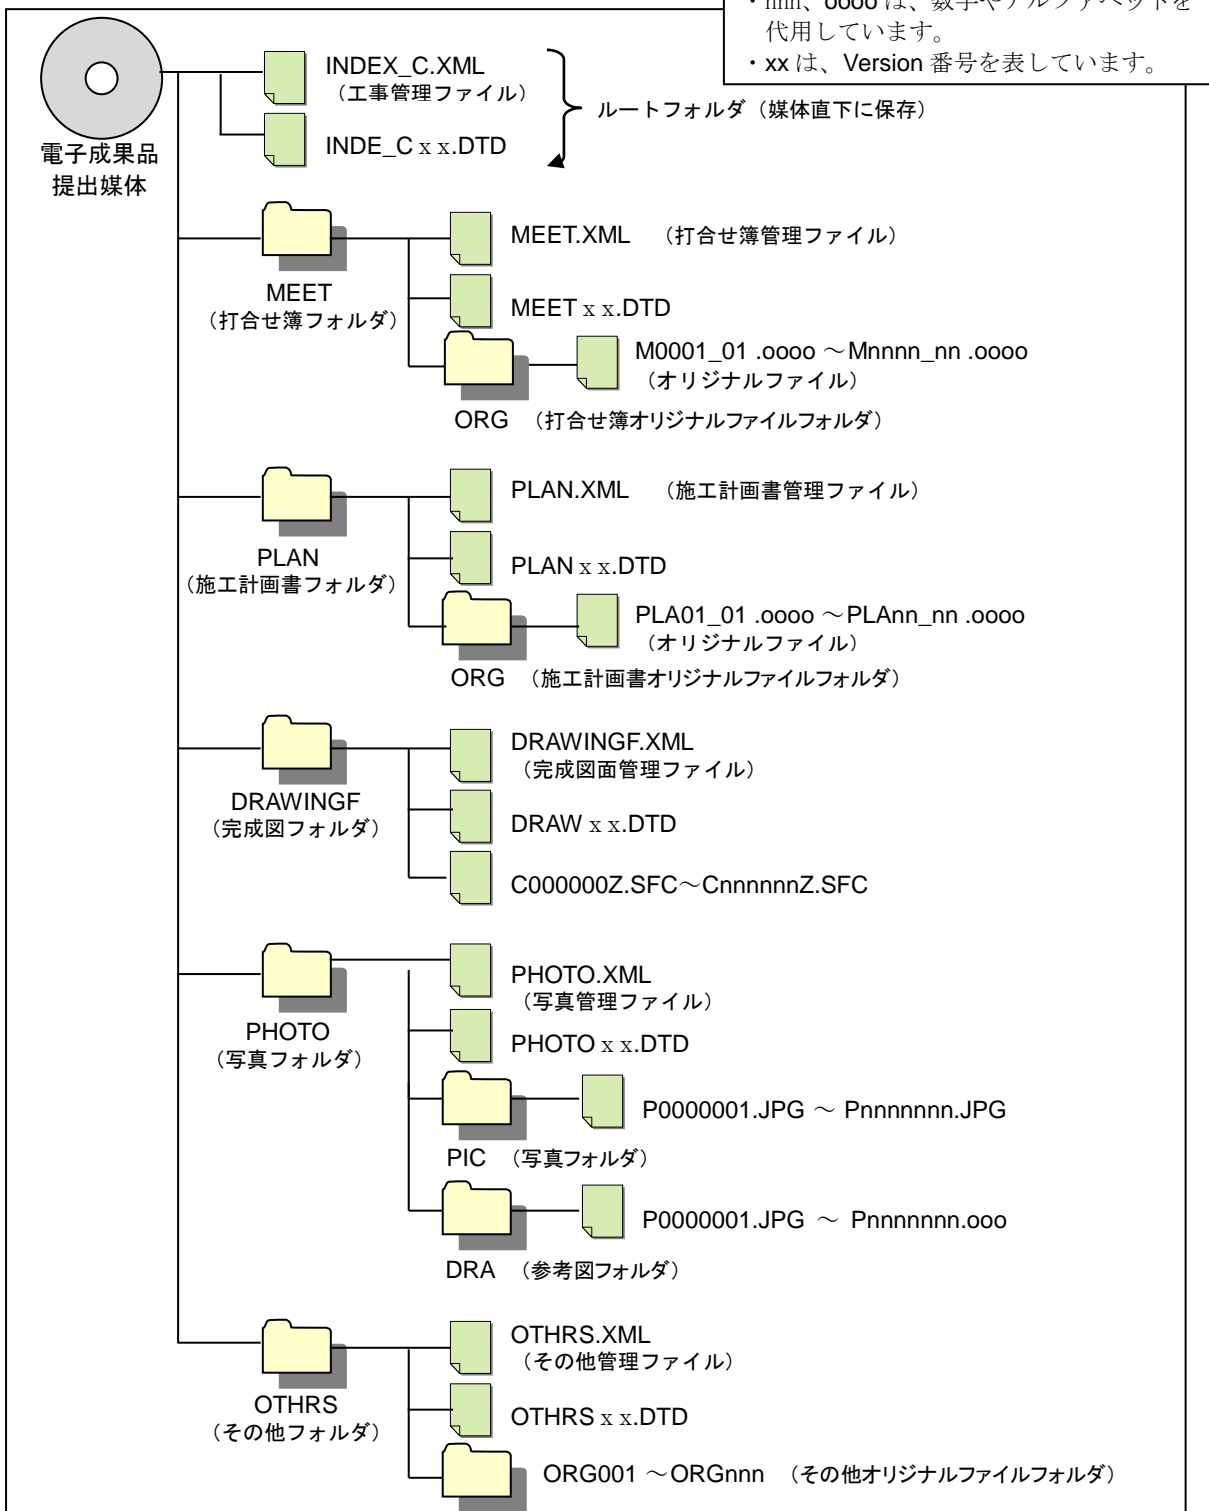 ・nnn、oooo は、数字やアルファベットを
代用しています。
・xx は、Version 番号を表しています。
電子成果品
提出媒体
INDEX_C.XML
（工事管理ファイル）
INDE_C x x.DTD
ルートフォルダ（媒体直下に保存）
MEET
（打合せ簿フォルダ）
MEET.XML （打合せ簿管理ファイル）
MEET x x.DTD
M0001_01 .oooo ～Mnnnn_nn .oooo
（オリジナルファイル）
ORG （打合せ簿オリジナルファイルフォルダ）
PLAN
（施工計画書フォルダ）
PLAN.XML （施工計画書管理ファイル）
PLAN x x.DTD
PLA01_01 .oooo ～PLAnn_nn .oooo
（オリジナルファイル）
ORG （施工計画書オリジナルファイルフォルダ）
DRAWINGF
（完成図フォルダ）
DRAWINGF.XML
（完成図面管理ファイル）
DRAW x x.DTD
C000000Z.SFC～CnnnnnnZ.SFC
PHOTO
（写真フォルダ）
PHOTO.XML
（写真管理ファイル）
PHOTO x x.DTD
P0000001.JPG ～ Pnnnnnnn.JPG
PIC （写真フォルダ）
P0000001.JPG ～ Pnnnnnnn.ooo
DRA （参考図フォルダ）
OTHRS
（その他フォルダ）
OTHRS.XML
（その他管理ファイル）
OTHRS x x.DTD
ORG001 ～ORGnnn （その他オリジナルファイルフォルダ）